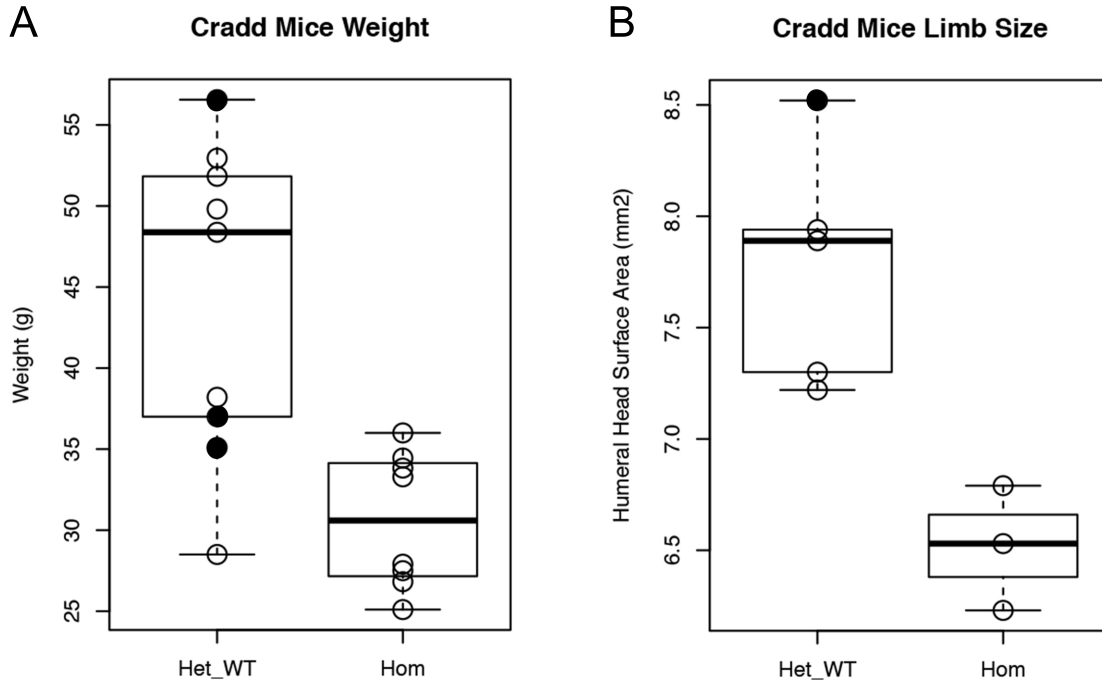 A
Cradd Mice Weight
Weight (g)
55
50
45
40
35
30
25
Het_WT
Hom
B
Cradd Mice Limb Size
Humeral Head Surface Area (mm2)
8.5
8.0
7.5
7.0
6.5
Het_WT
Hom